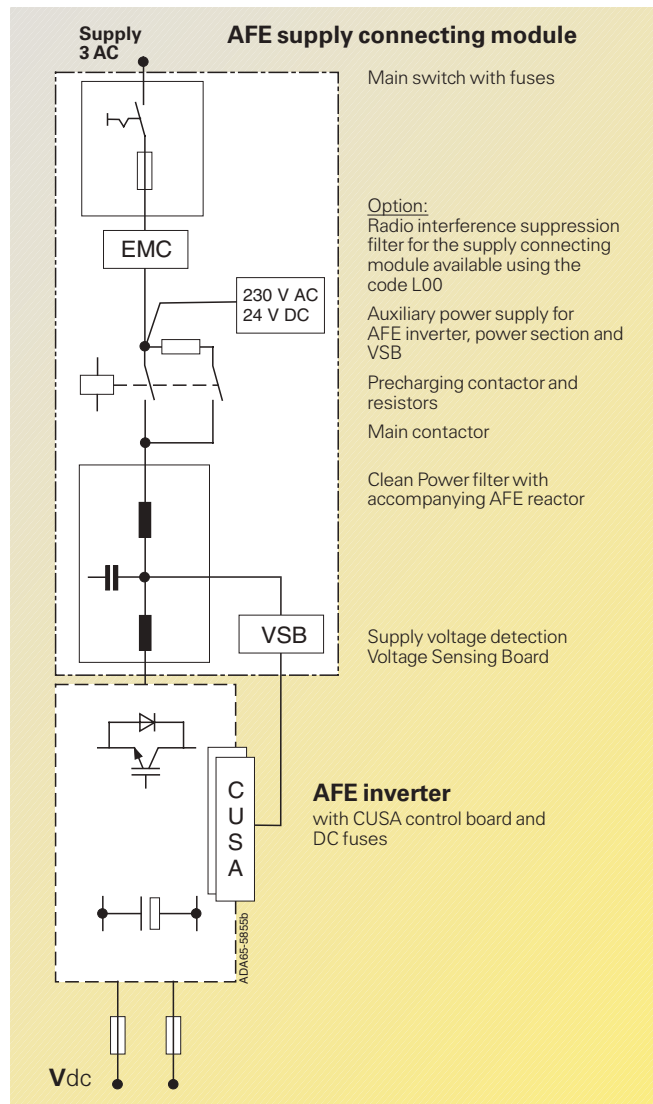 Supply
3 AC
AFE supply connecting module
Main switch with fuses
Option:
Radio interference suppression
filter for the supply connecting
module available using the
code L00
EMC
230 V AC
24 V DC
Auxiliary power supply for
AFE inverter, power section and
VSB
Precharging contactor and
resistors
Main contactor
Clean Power filter with
accompanying AFE reactor
VSB
Supply voltage detection
Voltage Sensing Board
C
U
S
A
AFE inverter
with CUSA control board and
DC fuses
ADA65-5855b
Vdc